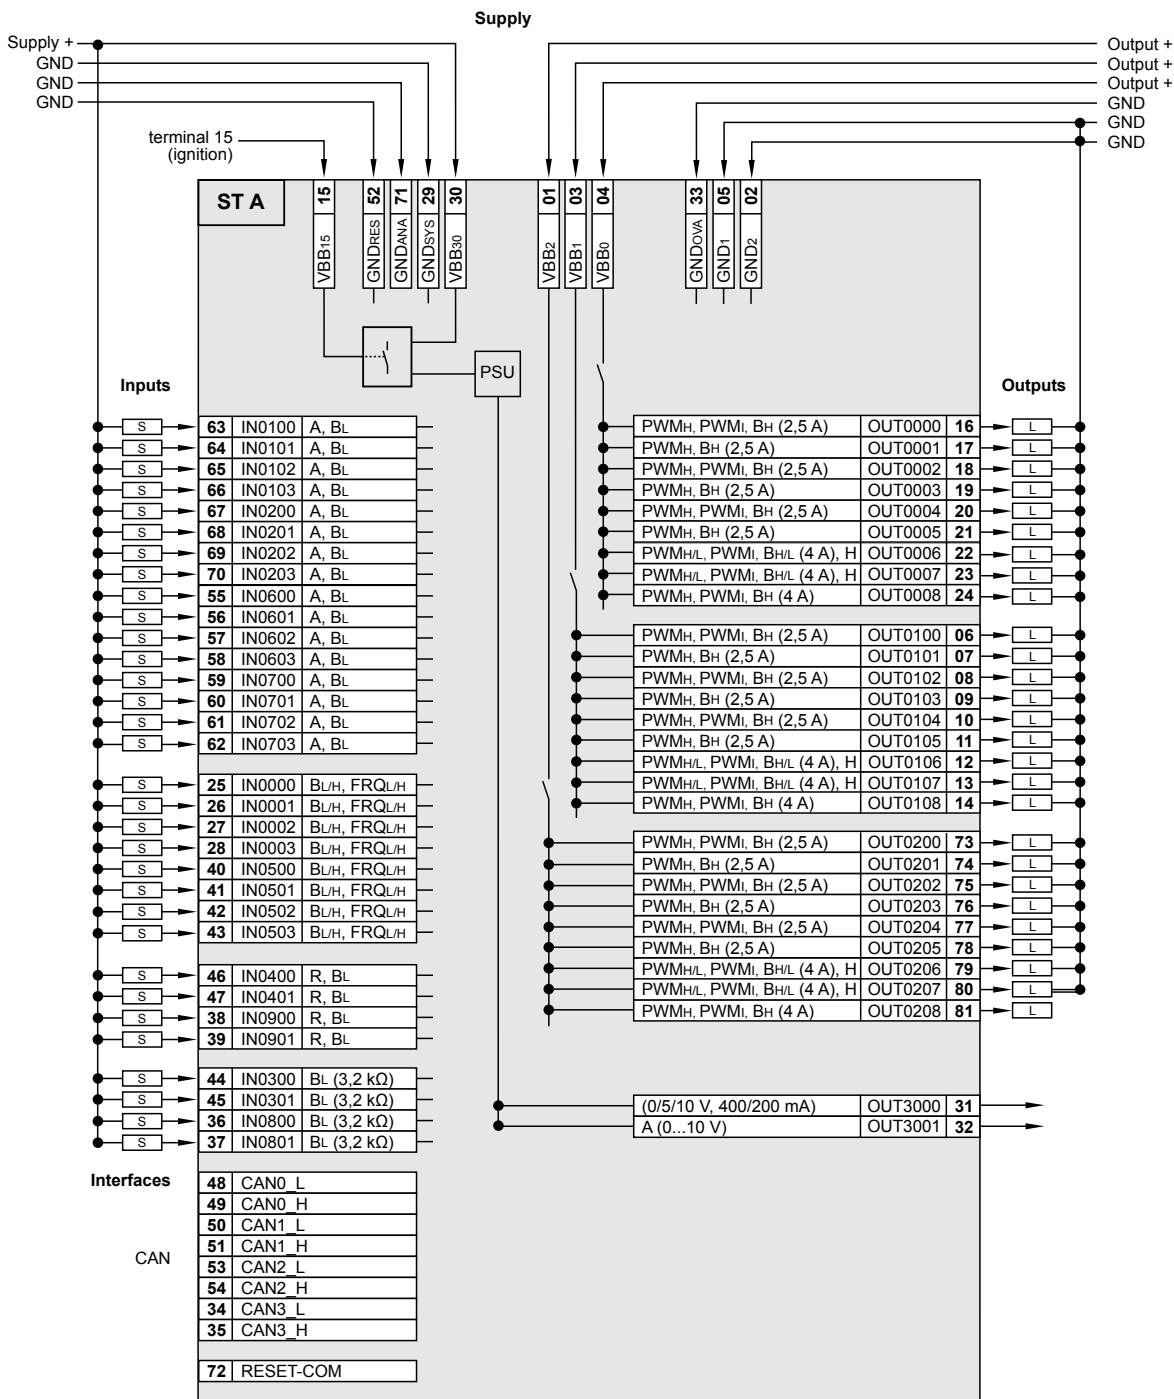 Supply
Supply +
GND
GND
GND
Output +
Output +
Output +
GND
GND
GND
terminal 15
(ignition)
ST A
15 VBB15
52 GNDRES
71 GNDANA
29 GNDSYS
30 VBB30
01 VBB2
03 VBB1
04 VBB0
33 GNDOVA
05 GND1
02 GND2
PSU
Inputs
S 63 IN0100 A, BL
S 64 IN0101 A, BL
S 65 IN0102 A, BL
S 66 IN0103 A, BL
S 67 IN0200 A, BL
S 68 IN0201 A, BL
S 69 IN0202 A, BL
S 70 IN0203 A, BL
S 55 IN0600 A, BL
S 56 IN0601 A, BL
S 57 IN0602 A, BL
S 58 IN0603 A, BL
S 59 IN0700 A, BL
S 60 IN0701 A, BL
S 61 IN0702 A, BL
S 62 IN0703 A, BL
S 25 IN0000 BL/H, FRQL/H
S 26 IN0001 BL/H, FRQL/H
S 27 IN0002 BL/H, FRQL/H
S 28 IN0003 BL/H, FRQL/H
S 40 IN0500 BL/H, FRQL/H
S 41 IN0501 BL/H, FRQL/H
S 42 IN0502 BL/H, FRQL/H
S 43 IN0503 BL/H, FRQL/H
S 46 IN0400 R, BL
S 47 IN0401 R, BL
S 38 IN0900 R, BL
S 39 IN0901 R, BL
S 44 IN0300 BL (3,2 kΩ)
S 45 IN0301 BL (3,2 kΩ)
S 36 IN0800 BL (3,2 kΩ)
S 37 IN0801 BL (3,2 kΩ)
Interfaces
CAN
48 CAN0_L
49 CAN0_H
50 CAN1_L
51 CAN1_H
53 CAN2_L
54 CAN2_H
34 CAN3_L
35 CAN3_H
72 RESET-COM
Outputs
PWMH, PWMI, BH (2,5 A) OUT0000 16 L
PWMH, BH (2,5 A) OUT0001 17 L
PWMH, PWMI, BH (2,5 A) OUT0002 18 L
PWMH, BH (2,5 A) OUT0003 19 L
PWMH, PWMI, BH (2,5 A) OUT0004 20 L
PWMH, BH (2,5 A) OUT0005 21 L
PWMH/L, PWMI, BH/L (4 A), H OUT0006 22 L
PWMH/L, PWMI, BH/L (4 A), H OUT0007 23 L
PWMH, PWMI, BH (4 A) OUT0008 24 L
PWMH, PWMI, BH (2,5 A) OUT0100 06 L
PWMH, BH (2,5 A) OUT0101 07 L
PWMH, PWMI, BH (2,5 A) OUT0102 08 L
PWMH, BH (2,5 A) OUT0103 09 L
PWMH, PWMI, BH (2,5 A) OUT0104 10 L
PWMH, BH (2,5 A) OUT0105 11 L
PWMH/L, PWMI, BH/L (4 A), H OUT0106 12 L
PWMH/L, PWMI, BH/L (4 A), H OUT0107 13 L
PWMH, PWMI, BH (4 A) OUT0108 14 L
PWMH, PWMI, BH (2,5 A) OUT0200 73 L
PWMH, BH (2,5 A) OUT0201 74 L
PWMH, PWMI, BH (2,5 A) OUT0202 75 L
PWMH, BH (2,5 A) OUT0203 76 L
PWMH, PWMI, BH (2,5 A) OUT0204 77 L
PWMH, BH (2,5 A) OUT0205 78 L
PWMH/L, PWMI, BH/L (4 A), H OUT0206 79 L
PWMH/L, PWMI, BH/L (4 A), H OUT0207 80 L
PWMH, PWMI, BH (4 A) OUT0208 81 L
(0/5/10 V, 400/200 mA) OUT3000 31
A (0...10 V) OUT3001 32